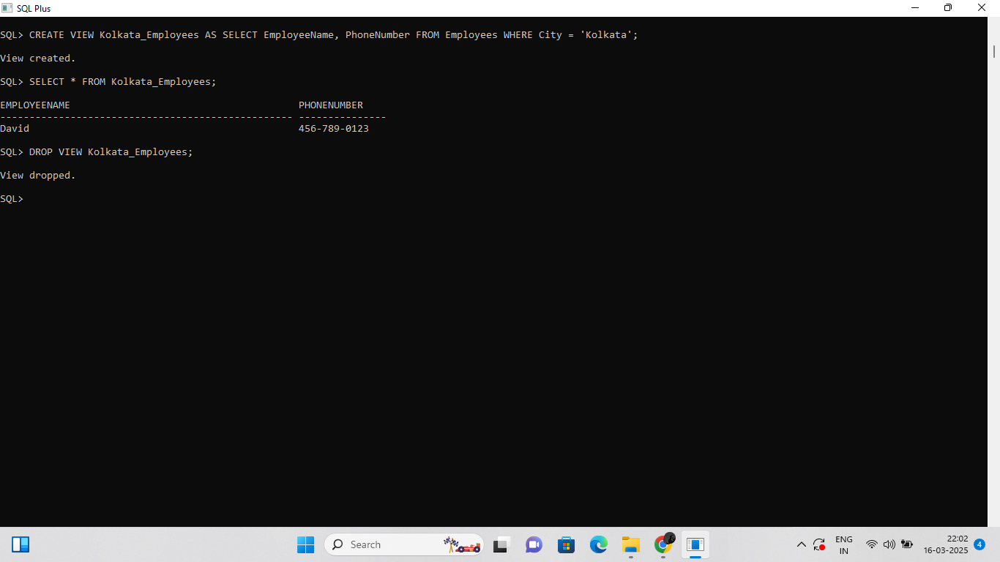 SQL Plus
SQL> CREATE VIEW Kolkata_Employees AS SELECT EmployeeName, PhoneNumber FROM Employees WHERE City = 'Kolkata';
View created.
SQL> SELECT * FROM Kolkata_Employees;
EMPLOYEENAME                                       PHONENUMBER
-------------------------------------------------- ---------------
David                                              456-789-0123
SQL> DROP VIEW Kolkata_Employees;
View dropped.
SQL>
Search
ENG
IN
22:02
16-03-2025
4